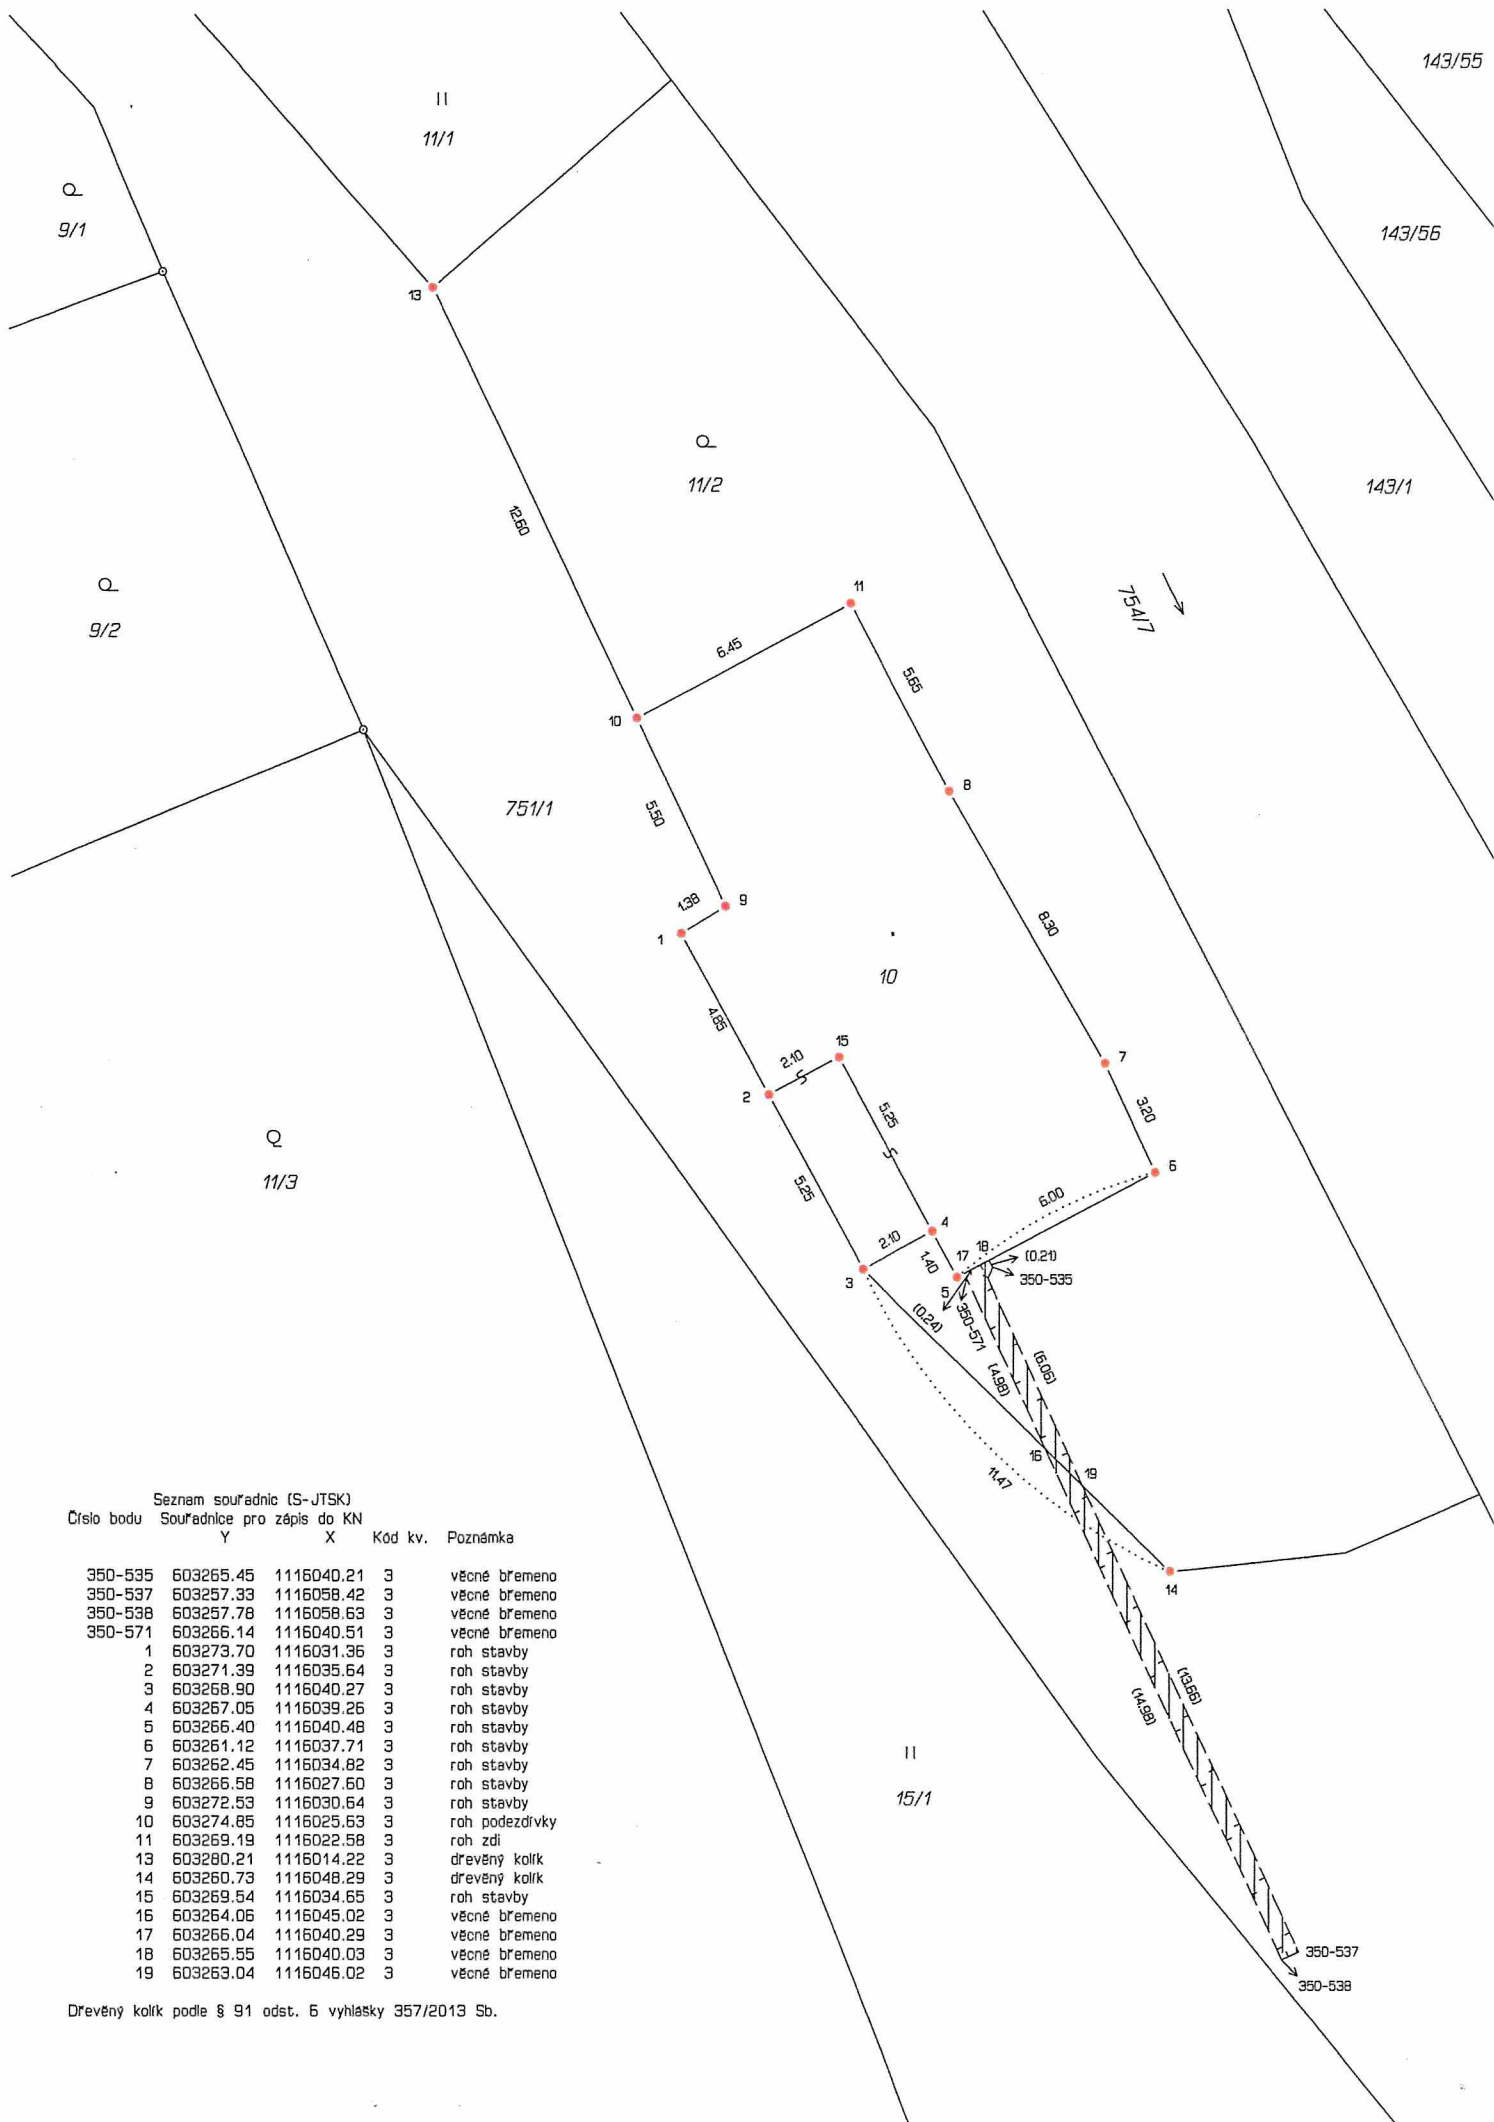 143/55
II
11/1
9/1
143/56
13
12.60
11/2
143/1
11
754/7
9/2
6.45
5.65
10
8
751/1
5.50
1.38
9
8.30
1
10
4.85
15
2.10
7
2
5.25
3.20
11/3
6
5.25
6.00
4
2.10
1.40
17
18
(0.21)
3
5
350-535
(0.24)
350-571
(4.98)
(6.06)
16
11.47
19
14
(13.66)
(14.98)
II
15/1
350-537
350-538
Seznam souřadnic (S-JTSK)
Číslo bodu Souřadnice pro zápis do KN
Y X Kód kv. Poznámka
350-535 603265.45 1116040.21 3 věcné břemeno
350-537 603257.33 1116058.42 3 věcné břemeno
350-538 603257.78 1116058.63 3 věcné břemeno
350-571 603266.14 1116040.51 3 věcné břemeno
1 603273.70 1116031.36 3 roh stavby
2 603271.39 1116035.64 3 roh stavby
3 603268.90 1116040.27 3 roh stavby
4 603267.05 1116039.26 3 roh stavby
5 603266.40 1116040.48 3 roh stavby
6 603261.12 1116037.71 3 roh stavby
7 603262.45 1116034.82 3 roh stavby
8 603266.58 1116027.60 3 roh stavby
9 603272.53 1116030.64 3 roh stavby
10 603274.85 1116025.63 3 roh podezdívky
11 603269.19 1116022.58 3 roh zdi
13 603280.21 1116014.22 3 dřevěný kolík
14 603260.73 1116048.29 3 dřevěný kolík
15 603269.54 1116034.65 3 roh stavby
16 603264.06 1116045.02 3 věcné břemeno
17 603266.04 1116040.29 3 věcné břemeno
18 603265.55 1116040.03 3 věcné břemeno
19 603263.04 1116046.02 3 věcné břemeno
Dřevěný kolík podle § 91 odst. 6 vyhlášky 357/2013 Sb.